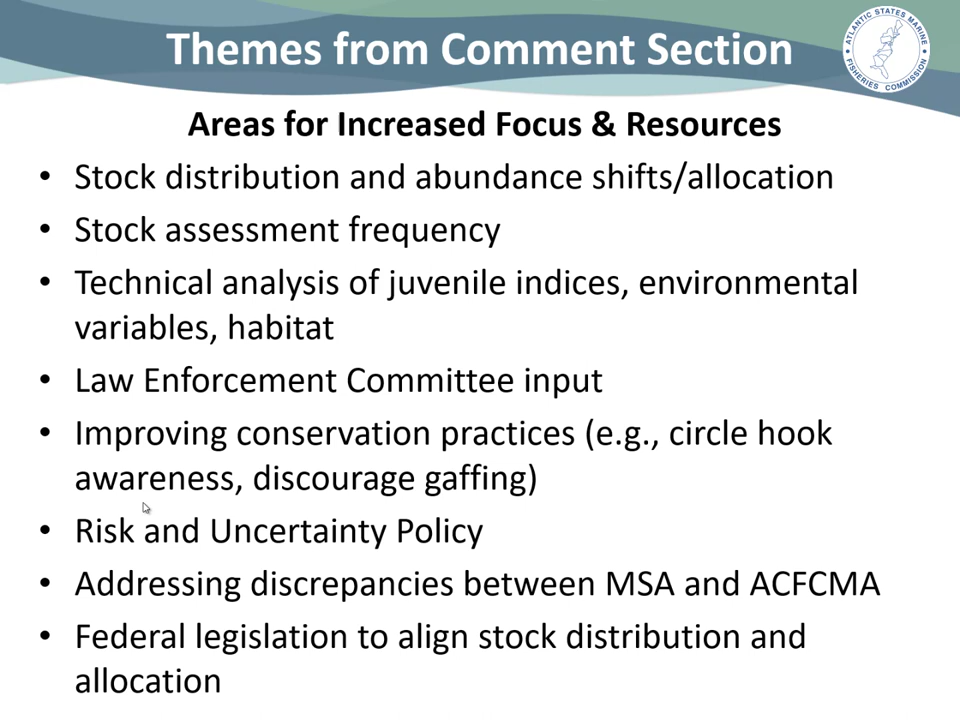 Themes from Comment Section
ATLANTIC STATES MARINE
FISHERIES COMMISSION
Areas for Increased Focus & Resources
• Stock distribution and abundance shifts/allocation
• Stock assessment frequency
• Technical analysis of juvenile indices, environmental
variables, habitat
• Law Enforcement Committee input
• Improving conservation practices (e.g., circle hook
awareness, discourage gaffing)
• Risk and Uncertainty Policy
• Addressing discrepancies between MSA and ACFCMA
• Federal legislation to align stock distribution and
allocation